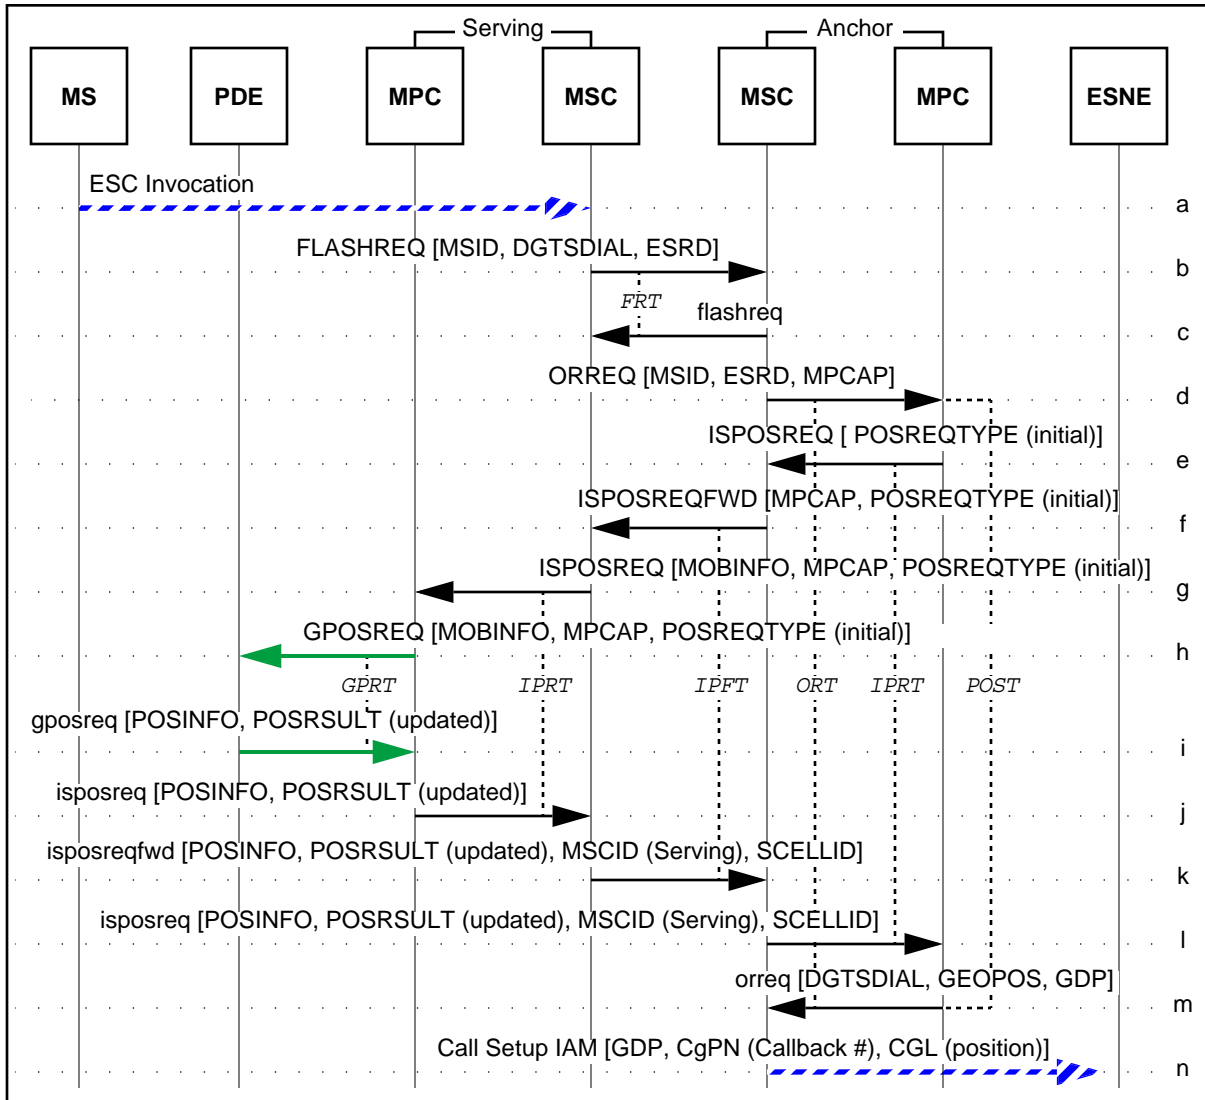 Serving
Anchor
MS
PDE
MPC
MSC
MSC
MPC
ESNE
ESC Invocation
a
FLASHREQ [MSID, DGTSDIAL, ESRD]
b
FRT
flashreq
c
ORREQ [MSID, ESRD, MPCAP]
d
ISPOSREQ [ POSREQTYPE (initial)]
e
ISPOSREQFWD [MPCAP, POSREQTYPE (initial)]
f
ISPOSREQ [MOBINFO, MPCAP, POSREQTYPE (initial)]
g
GPOSREQ [MOBINFO, MPCAP, POSREQTYPE (initial)]
h
GPRT
IPRT
IPFT
ORT
IPRT
POST
gposreq [POSINFO, POSRSULT (updated)]
i
isposreq [POSINFO, POSRSULT (updated)]
j
isposreqfwd [POSINFO, POSRSULT (updated), MSCID (Serving), SCELLID]
k
isposreq [POSINFO, POSRSULT (updated), MSCID (Serving), SCELLID]
l
orreq [DGTSDIAL, GEOPOS, GDP]
m
Call Setup IAM [GDP, CgPN (Callback #), CGL (position)]
n